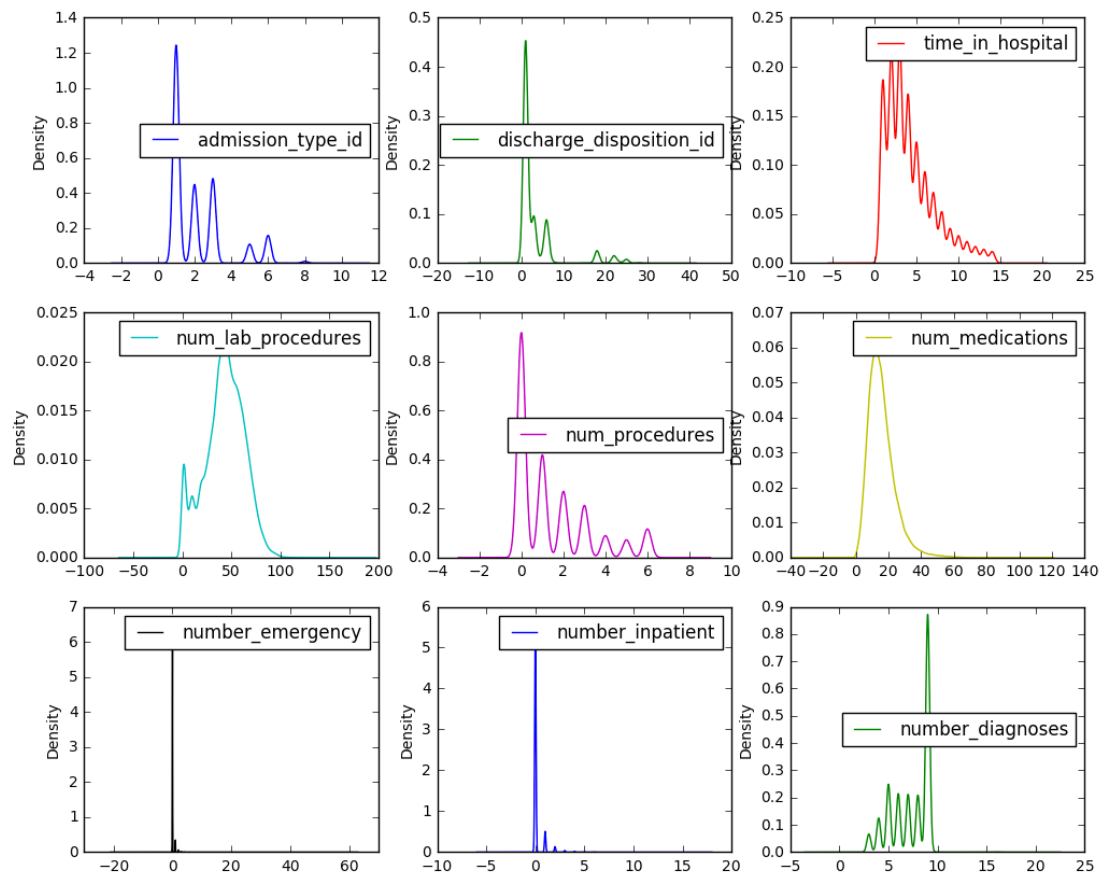 1.4
1.2
1.0
0.8
0.6
0.4
0.2
0.0
Density
admission_type_id
−4 −2 0 2 4 6 8 10 12
0.5
0.4
0.3
0.2
0.1
0.0
Density
discharge_disposition_id
−20 −10 0 10 20 30 40 50
0.25
0.20
0.15
0.10
0.05
0.00
Density
time_in_hospital
−10 −5 0 5 10 15 20 25
0.025
0.020
0.015
0.010
0.005
0.000
Density
num_lab_procedures
−100 −50 0 50 100 150 200
1.0
0.8
0.6
0.4
0.2
0.0
Density
num_procedures
−4 −2 0 2 4 6 8 10
0.07
0.06
0.05
0.04
0.03
0.02
0.01
0.00
Density
num_medications
−40 −20 0 20 40 60 80 100 120 140
7
6
5
4
3
2
1
0
Density
number_emergency
−20 0 20 40 60
6
5
4
3
2
1
0
Density
number_inpatient
−10 −5 0 5 10 15 20
0.9
0.8
0.7
0.6
0.5
0.4
0.3
0.2
0.1
0.0
Density
number_diagnoses
−5 0 5 10 15 20 25